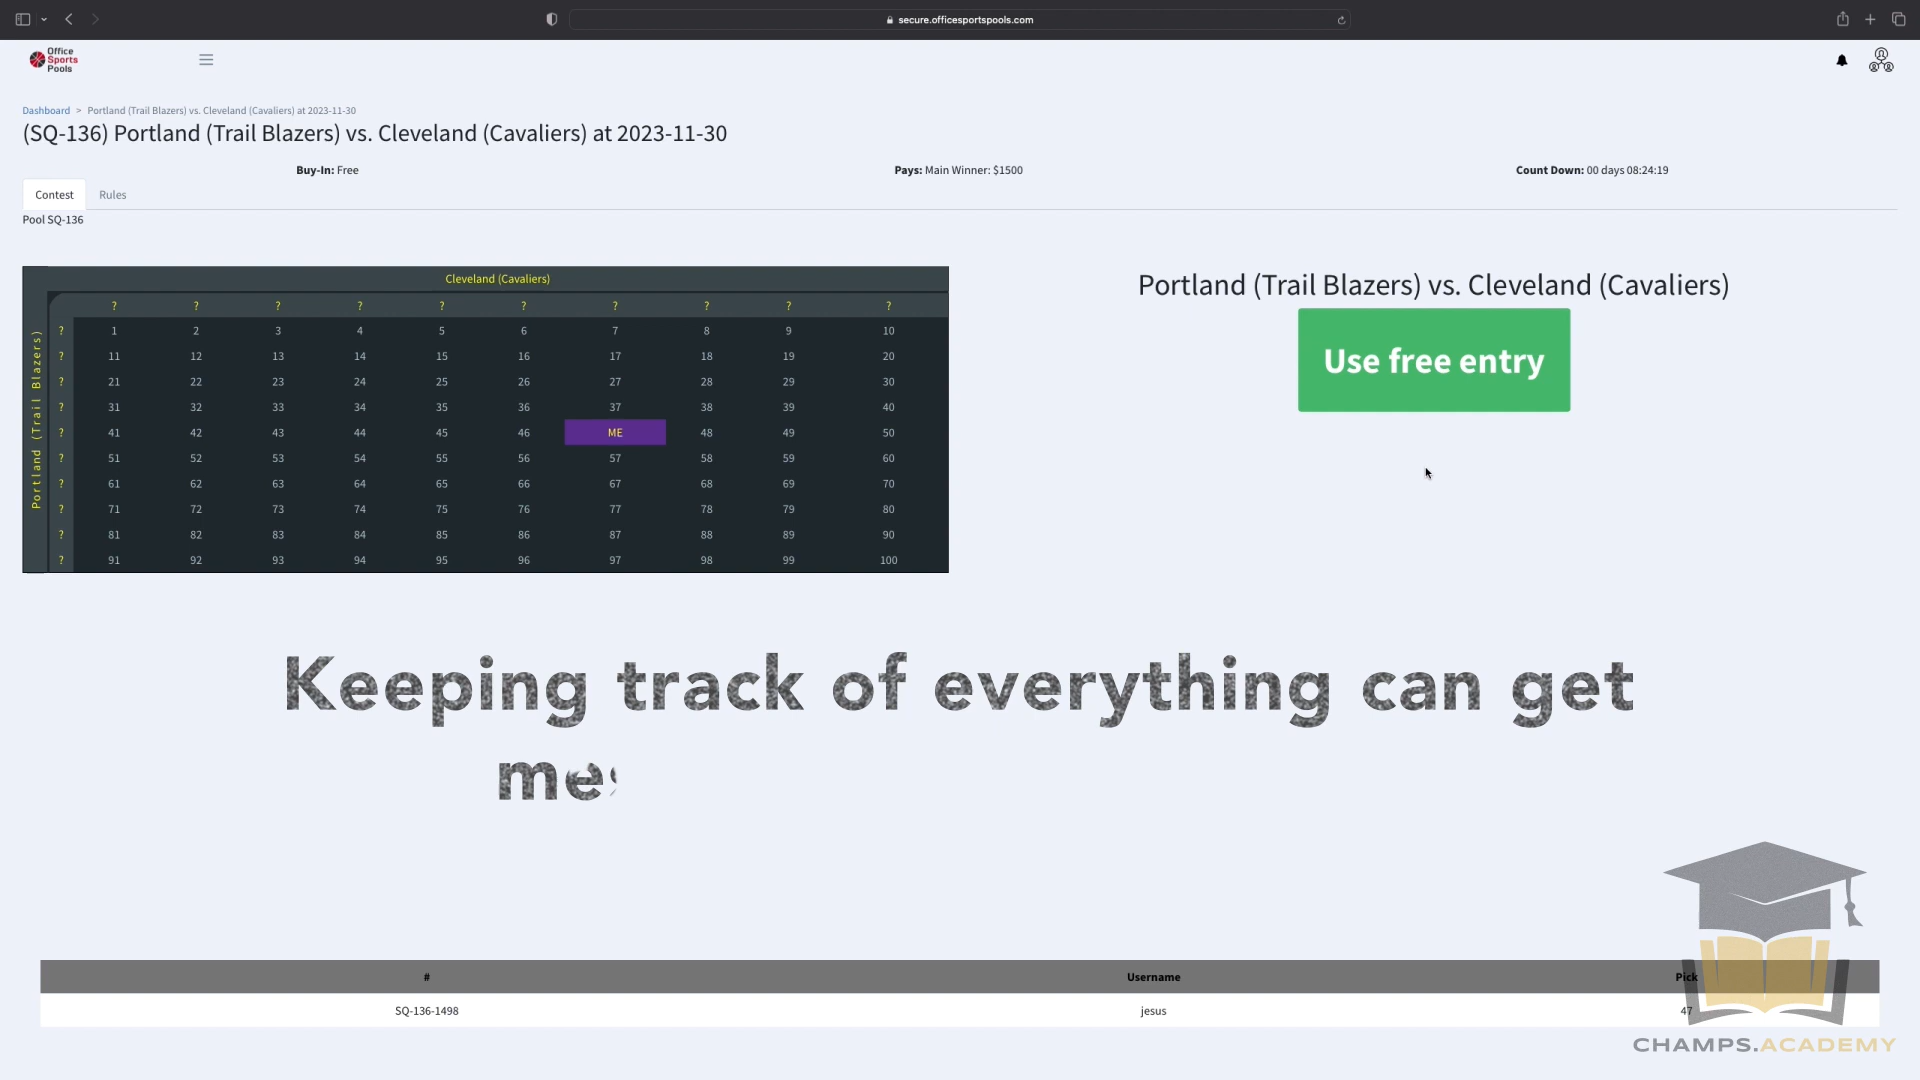 secure.officesportspools.com
Office
Sports
Pools
Dashboard > Portland (Trail Blazers) vs. Cleveland (Cavaliers) at 2023-11-30
(SQ-136) Portland (Trail Blazers) vs. Cleveland (Cavaliers) at 2023-11-30
Buy-In: Free Pays: Main Winner: $1500 Count Down: 00 days 08:24:19
Contest Rules
Pool SQ-136
Cleveland (Cavaliers)
Portland (Trail Blazers)
? ? ? ? ? ? ? ? ? ?
? 1 2 3 4 5 6 7 8 9 10
? 11 12 13 14 15 16 17 18 19 20
? 21 22 23 24 25 26 27 28 29 30
? 31 32 33 34 35 36 37 38 39 40
? 41 42 43 44 45 46 ME 48 49 50
? 51 52 53 54 55 56 57 58 59 60
? 61 62 63 64 65 66 67 68 69 70
? 71 72 73 74 75 76 77 78 79 80
? 81 82 83 84 85 86 87 88 89 90
? 91 92 93 94 95 96 97 98 99 100
Portland (Trail Blazers) vs. Cleveland (Cavaliers)
Use free entry
Keeping track of everything can get
# Username Pick
SQ-136-1498 jesus 47
CHAMPS.ACADEMY